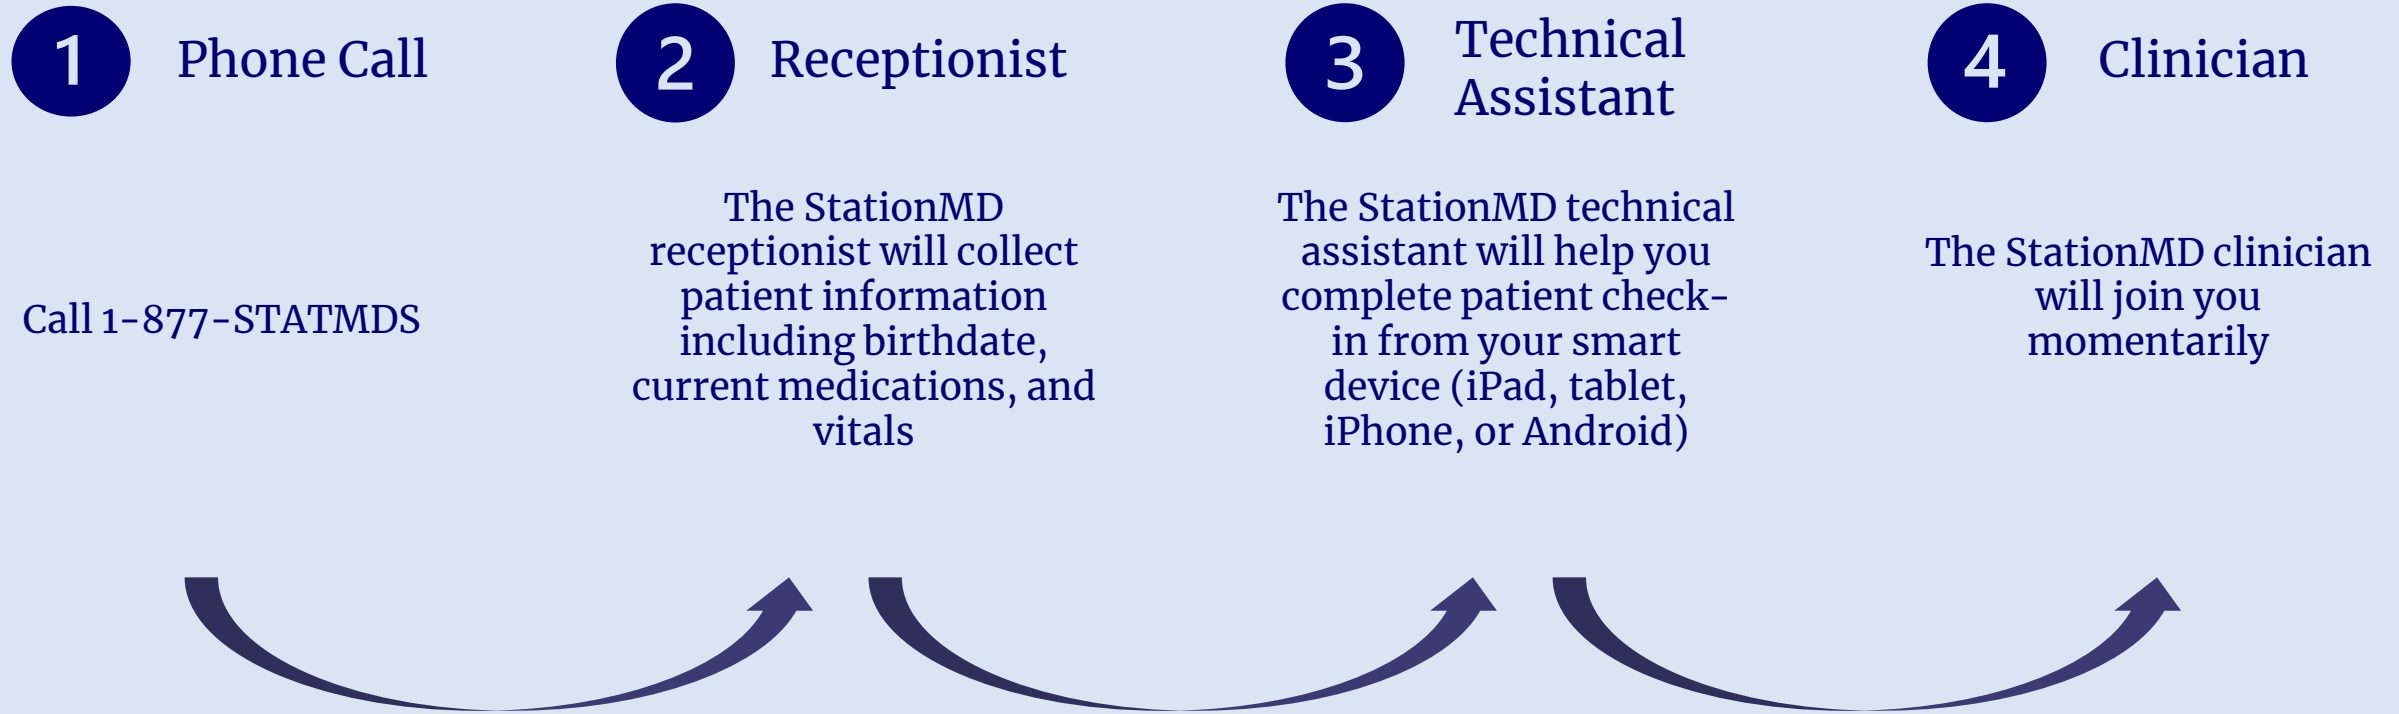 1
Phone Call
Call 1-877-STATMDS
2
Receptionist
The StationMD
receptionist will collect
patient information
including birthdate,
current medications, and
vitals
3
Technical
Assistant
The StationMD technical
assistant will help you
complete patient check-
in from your smart
device (iPad, tablet,
iPhone, or Android)
4
Clinician
The StationMD clinician
will join you
momentarily